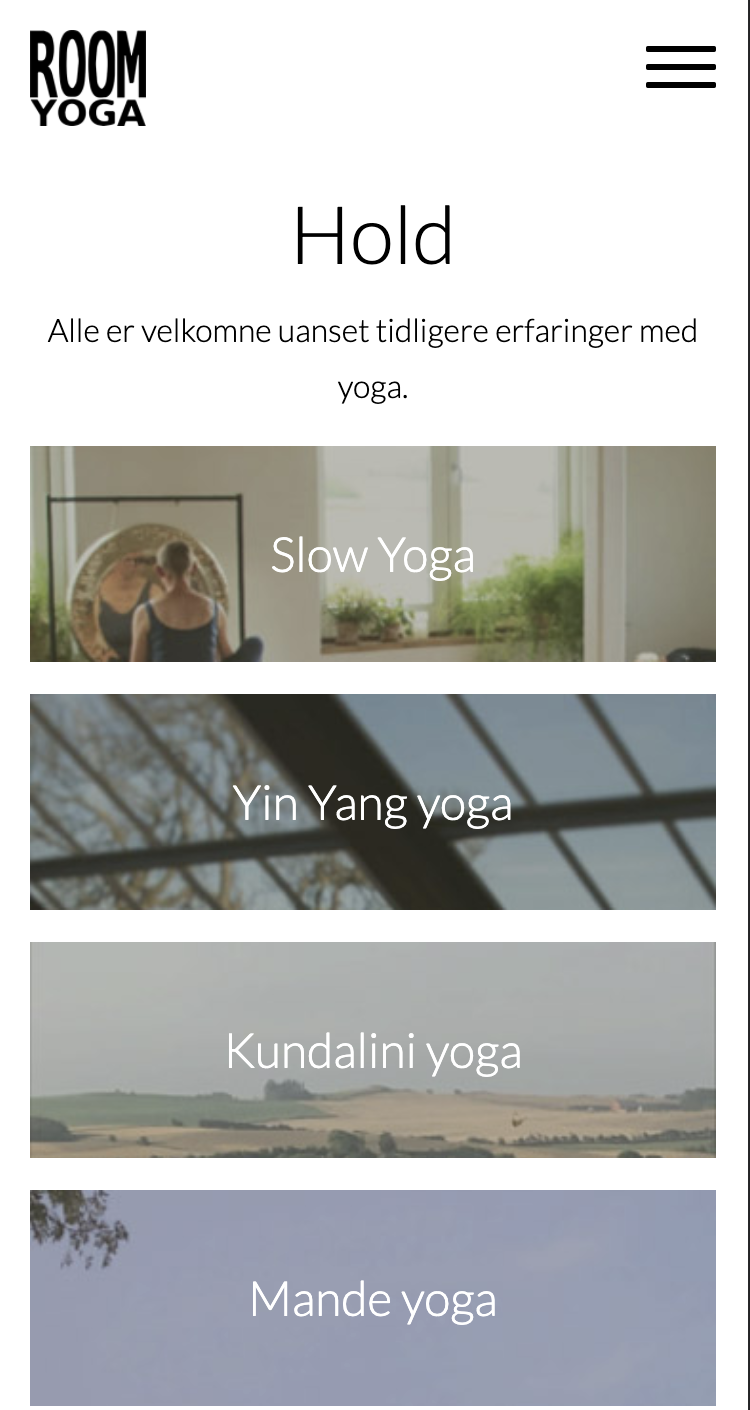 ROOM
YOGA
Hold
Alle er velkomne uanset tidligere erfaringer med
yoga.
Slow Yoga
Yin Yang yoga
Kundalini yoga
Mande yoga